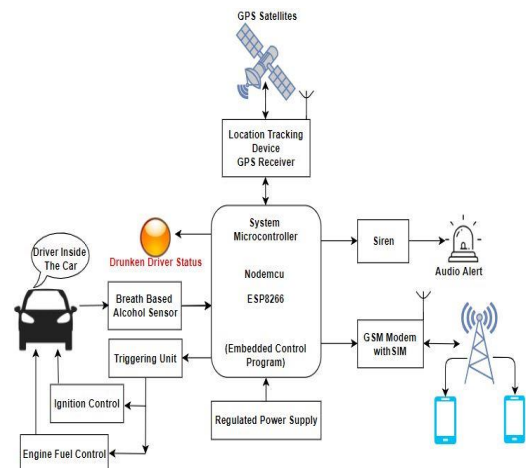 GPS Satellites
Location Tracking
Device
GPS Receiver
System
Microcontroller
Nodemcu
ESP8266
(Embedded Control
Program)
Drunken Driver Status
Siren
Audio Alert
Driver Inside
The Car
Breath Based
Alcohol Sensor
GSM Modem
with SIM
Triggering Unit
Ignition Control
Regulated Power Supply
Engine Fuel Control